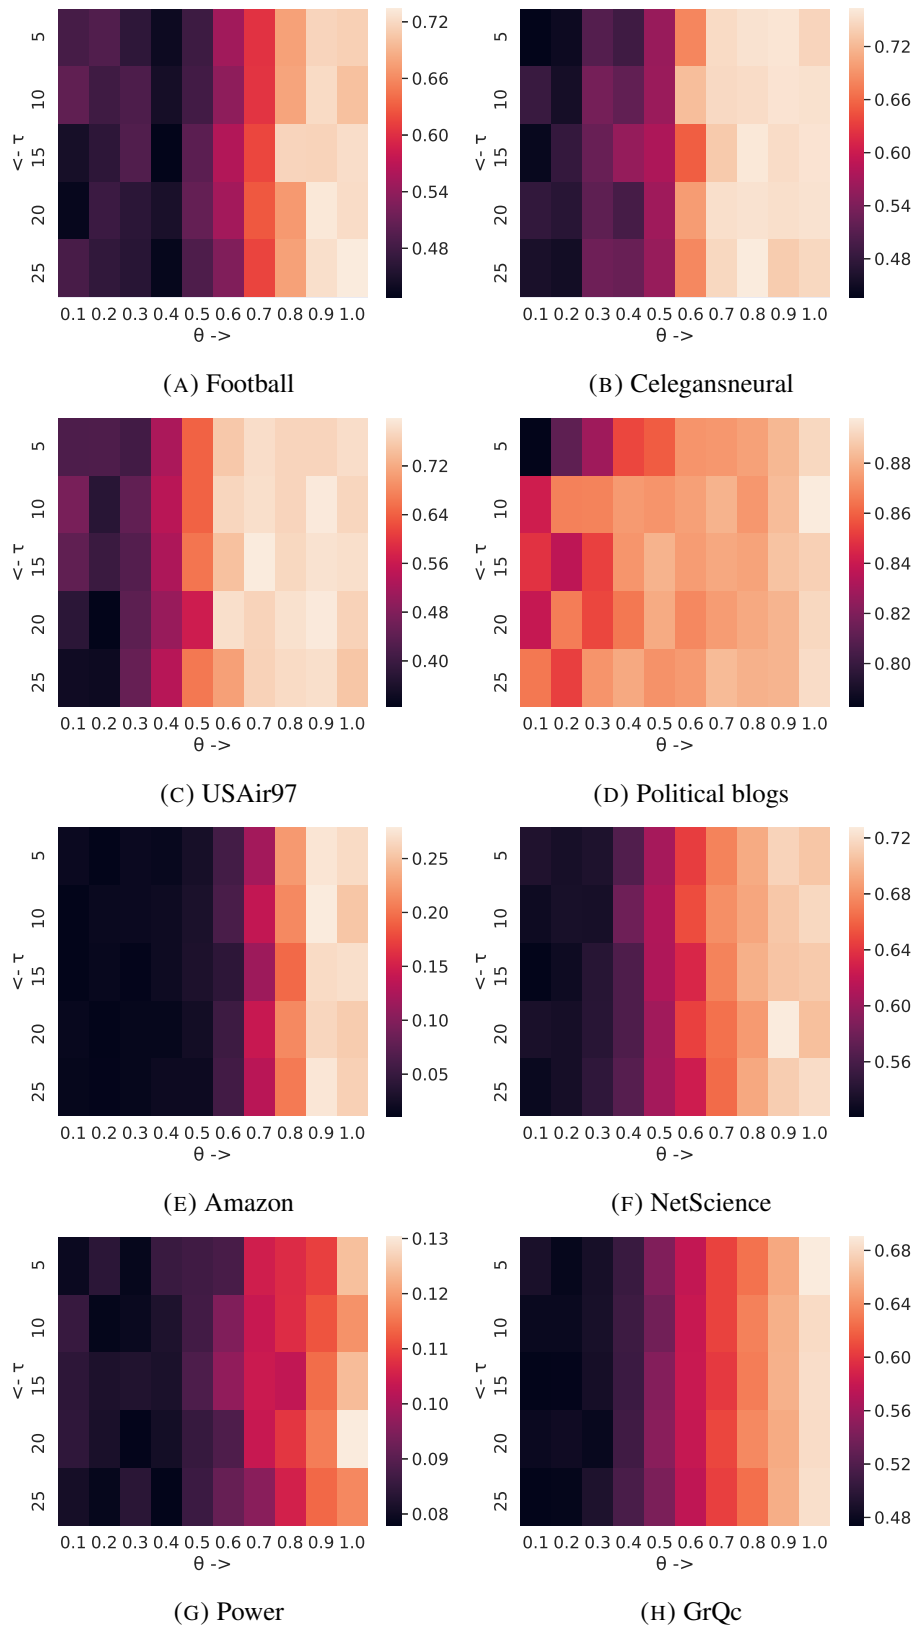 5
10
15
20
25
<- τ
0.1 0.2 0.3 0.4 0.5 0.6 0.7 0.8 0.9 1.0
θ ->
0.72
0.66
0.60
0.54
0.48
(A) Football
5
10
15
20
25
<- τ
0.1 0.2 0.3 0.4 0.5 0.6 0.7 0.8 0.9 1.0
θ ->
0.72
0.66
0.60
0.54
0.48
(B) Celegansneural
5
10
15
20
25
<- τ
0.1 0.2 0.3 0.4 0.5 0.6 0.7 0.8 0.9 1.0
θ ->
0.72
0.64
0.56
0.48
0.40
(C) USAir97
5
10
15
20
25
<- τ
0.1 0.2 0.3 0.4 0.5 0.6 0.7 0.8 0.9 1.0
θ ->
0.88
0.86
0.84
0.82
0.80
(D) Political blogs
5
10
15
20
25
<- τ
0.1 0.2 0.3 0.4 0.5 0.6 0.7 0.8 0.9 1.0
θ ->
0.25
0.20
0.15
0.10
0.05
(E) Amazon
5
10
15
20
25
<- τ
0.1 0.2 0.3 0.4 0.5 0.6 0.7 0.8 0.9 1.0
θ ->
0.72
0.68
0.64
0.60
0.56
(F) NetScience
5
10
15
20
25
<- τ
0.1 0.2 0.3 0.4 0.5 0.6 0.7 0.8 0.9 1.0
θ ->
0.13
0.12
0.11
0.10
0.09
0.08
(G) Power
5
10
15
20
25
<- τ
0.1 0.2 0.3 0.4 0.5 0.6 0.7 0.8 0.9 1.0
θ ->
0.68
0.64
0.60
0.56
0.52
0.48
(H) GrQc